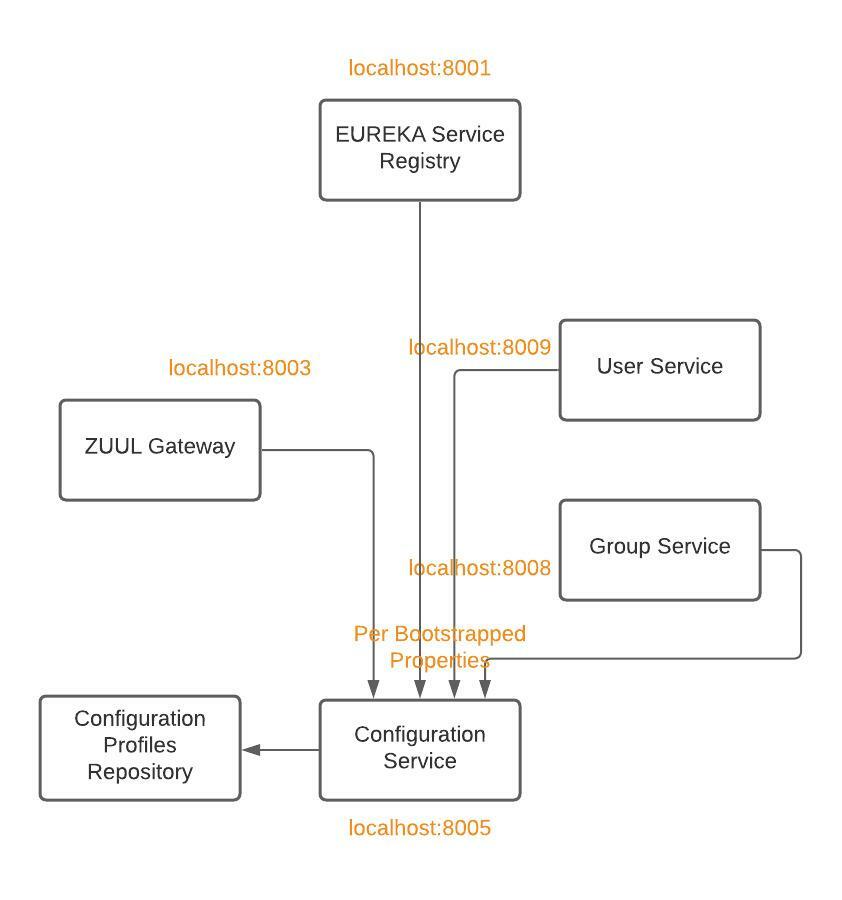 localhost:8001
EUREKA Service
Registry
localhost:8009
User Service
localhost:8003
ZUUL Gateway
Group Service
localhost:8008
Per Bootstrapped
Properties
Configuration
Profiles
Repository
Configuration
Service
localhost:8005